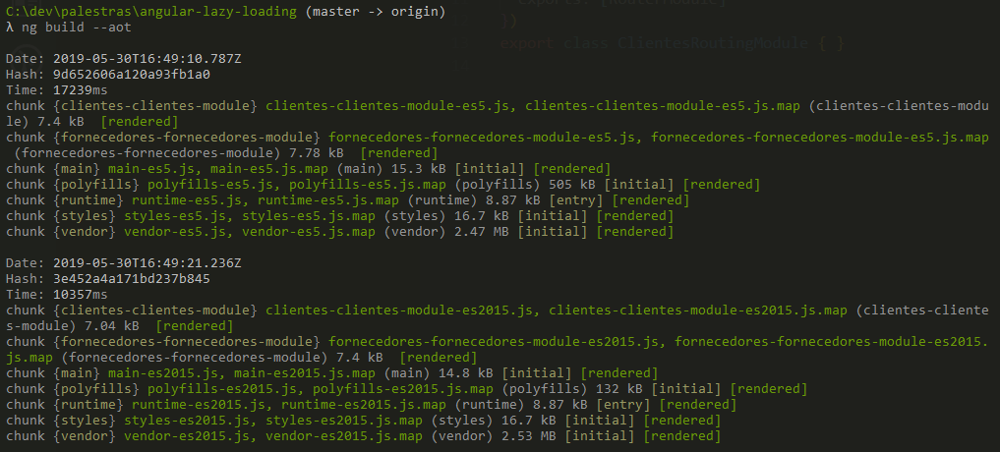 exports: [RouterModule]
C:\dev\palestras\angular-lazy-loading (master -> origin)
})
λ ng build --aot
export class ClientesRoutingModule { }
Date: 2019-05-30T16:49:10.787Z
Hash: 9d652606a120a93fb1a0
Time: 17239ms
chunk {clientes-clientes-module} clientes-clientes-module-es5.js, clientes-clientes-module-es5.js.map (clientes-clientes-modu
le) 7.4 kB  [rendered]
chunk {fornecedores-fornecedores-module} fornecedores-fornecedores-module-es5.js, fornecedores-fornecedores-module-es5.js.map
 (fornecedores-fornecedores-module) 7.78 kB  [rendered]
chunk {main} main-es5.js, main-es5.js.map (main) 15.3 kB [initial] [rendered]
chunk {polyfills} polyfills-es5.js, polyfills-es5.js.map (polyfills) 505 kB [initial] [rendered]
chunk {runtime} runtime-es5.js, runtime-es5.js.map (runtime) 8.87 kB [entry] [rendered]
chunk {styles} styles-es5.js, styles-es5.js.map (styles) 16.7 kB [initial] [rendered]
chunk {vendor} vendor-es5.js, vendor-es5.js.map (vendor) 2.47 MB [initial] [rendered]
Date: 2019-05-30T16:49:21.236Z
Hash: 3e452a4a171bd237b845
Time: 10357ms
chunk {clientes-clientes-module} clientes-clientes-module-es2015.js, clientes-clientes-module-es2015.js.map (clientes-cliente
s-module) 7.04 kB  [rendered]
chunk {fornecedores-fornecedores-module} fornecedores-fornecedores-module-es2015.js, fornecedores-fornecedores-module-es2015.
js.map (fornecedores-fornecedores-module) 7.4 kB  [rendered]
chunk {main} main-es2015.js, main-es2015.js.map (main) 14.8 kB [initial] [rendered]
chunk {polyfills} polyfills-es2015.js, polyfills-es2015.js.map (polyfills) 132 kB [initial] [rendered]
chunk {runtime} runtime-es2015.js, runtime-es2015.js.map (runtime) 8.87 kB [entry] [rendered]
chunk {styles} styles-es2015.js, styles-es2015.js.map (styles) 16.7 kB [initial] [rendered]
chunk {vendor} vendor-es2015.js, vendor-es2015.js.map (vendor) 2.53 MB [initial] [rendered]